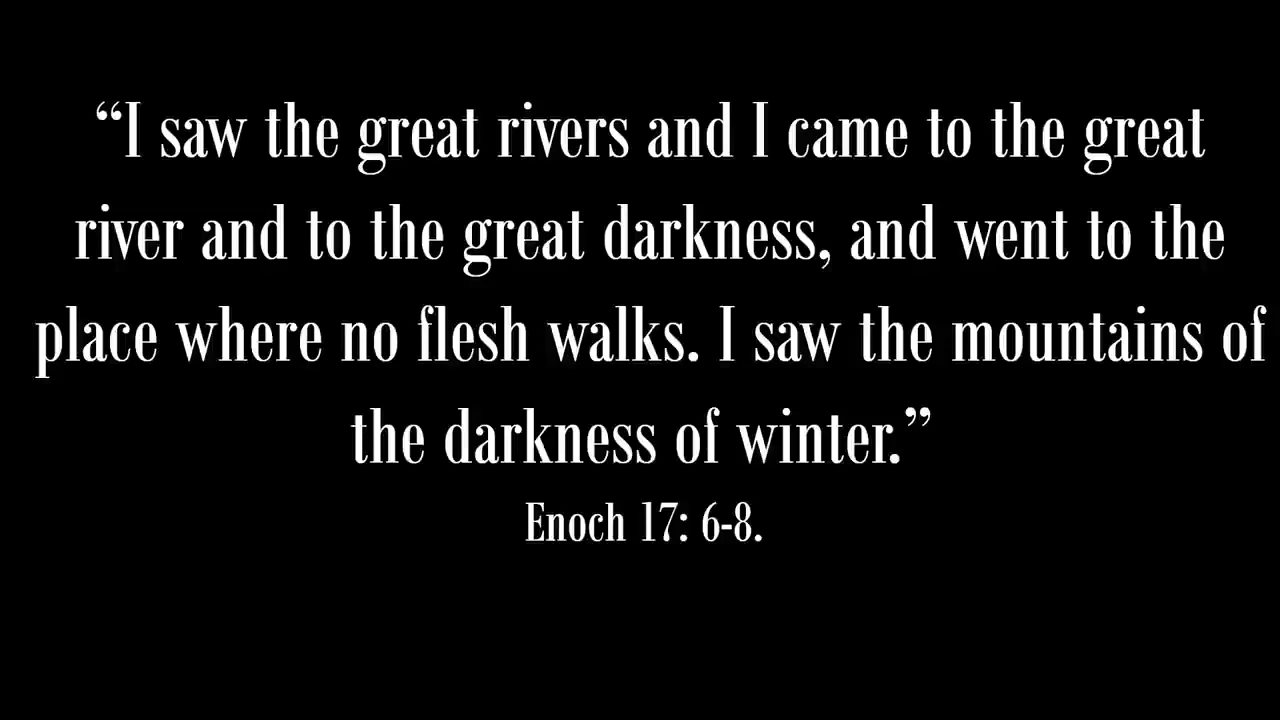 “I saw the great rivers and I came to the great
river and to the great darkness, and went to the
place where no flesh walks. I saw the mountains of
the darkness of winter.”
Enoch 17: 6-8.